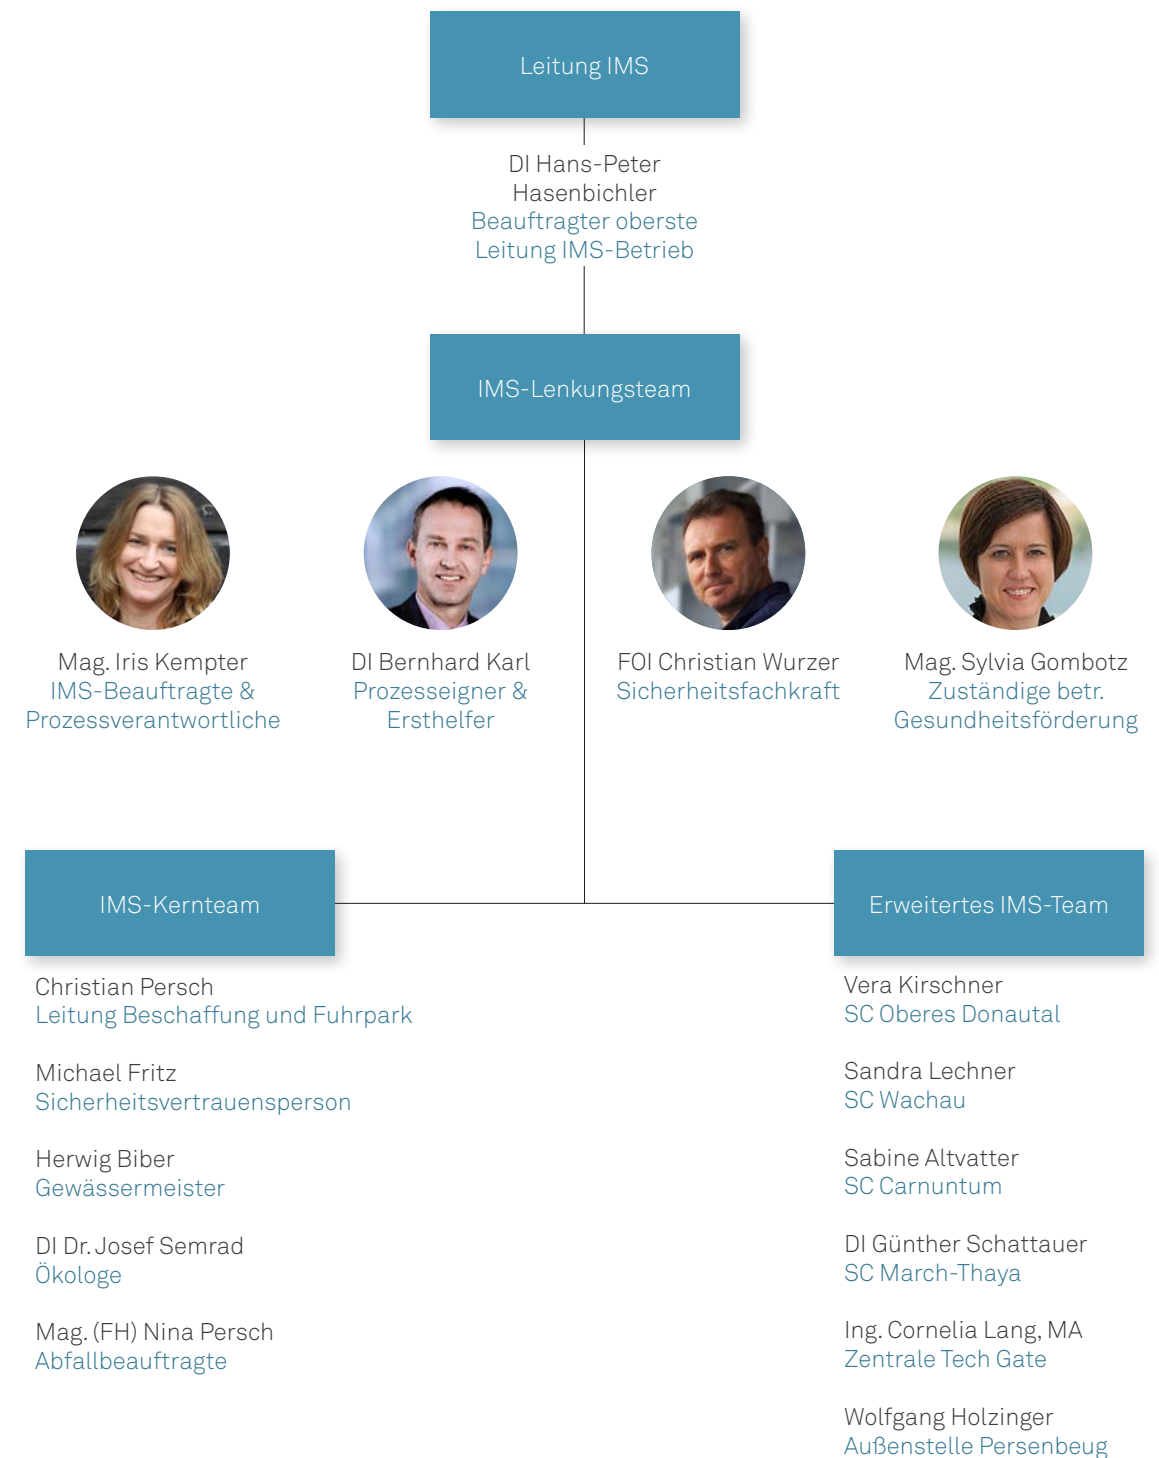 Leitung IMS
DI Hans-Peter
Hasenbichler
Beauftragter oberste
Leitung IMS-Betrieb
IMS-Lenkungsteam
Mag. Iris Kempter
IMS-Beauftragte &
Prozessverantwortliche
DI Bernhard Karl
Prozesseigner &
Ersthelfer
FOI Christian Wurzer
Sicherheitsfachkraft
Mag. Sylvia Gombotz
Zuständige betr.
Gesundheitsförderung
IMS-Kernteam
Christian Persch
Leitung Beschaffung und Fuhrpark
Michael Fritz
Sicherheitsvertrauensperson
Herwig Biber
Gewässermeister
DI Dr. Josef Semrad
Ökologe
Mag. (FH) Nina Persch
Abfallbeauftragte
Erweitertes IMS-Team
Vera Kirschner
SC Oberes Donautal
Sandra Lechner
SC Wachau
Sabine Altvatter
SC Carnuntum
DI Günther Schattauer
SC March-Thaya
Ing. Cornelia Lang, MA
Zentrale Tech Gate
Wolfgang Holzinger
Außenstelle Persenbeug